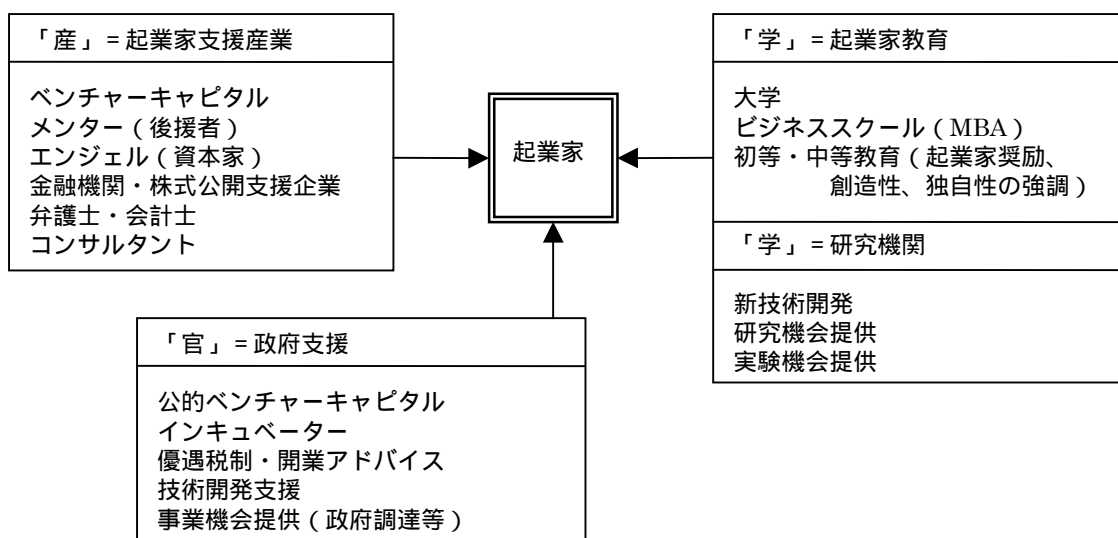 「産」=起業家支援産業
ベンチャーキャピタル
メンター(後援者)
エンジェル(資本家)
金融機関・株式公開支援企業
弁護士・会計士
コンサルタント
起業家
「学」=起業家教育
大学
ビジネススクール(MBA)
初等・中等教育(起業家奨励、
創造性、独自性の強調)
「学」=研究機関
新技術開発
研究機会提供
実験機会提供
「官」=政府支援
公的ベンチャーキャピタル
インキュベーター
優遇税制・開業アドバイス
技術開発支援
事業機会提供(政府調達等)